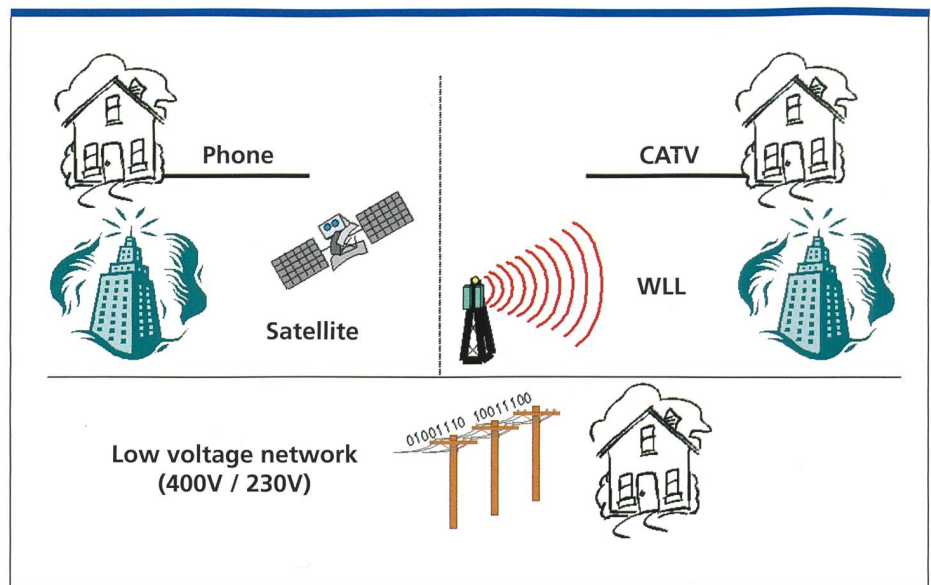 Phone
CATV
Satellite
WLL
01001110 10011100
Low voltage network
(400V / 230V)